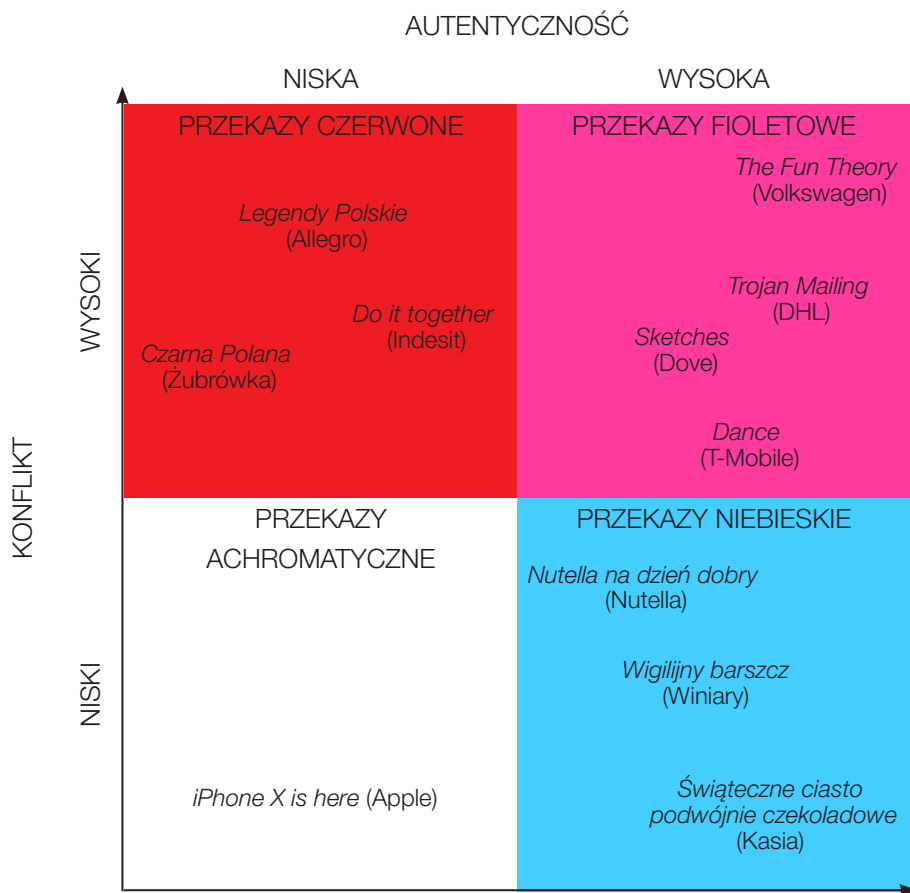 AUTENTYCZNOŚĆ
NISKA
WYSOKA
KONFLIKT
WYSOKI
NISKI
PRZEKAZY CZERWONE
Legendy Polskie
(Allegro)
Do it together
(Indesit)
Czarna Polana
(Żubrówka)
PRZEKAZY FIOLETOWE
The Fun Theory
(Volkswagen)
Trojan Mailing
(DHL)
Sketches
(Dove)
Dance
(T-Mobile)
PRZEKAZY
ACHROMATYCZNE
iPhone X is here (Apple)
PRZEKAZY NIEBIESKIE
Nutella na dzień dobry
(Nutella)
Wigilijny barszcz
(Winiary)
Świąteczne ciasto
podwójnie czekoladowe
(Kasia)